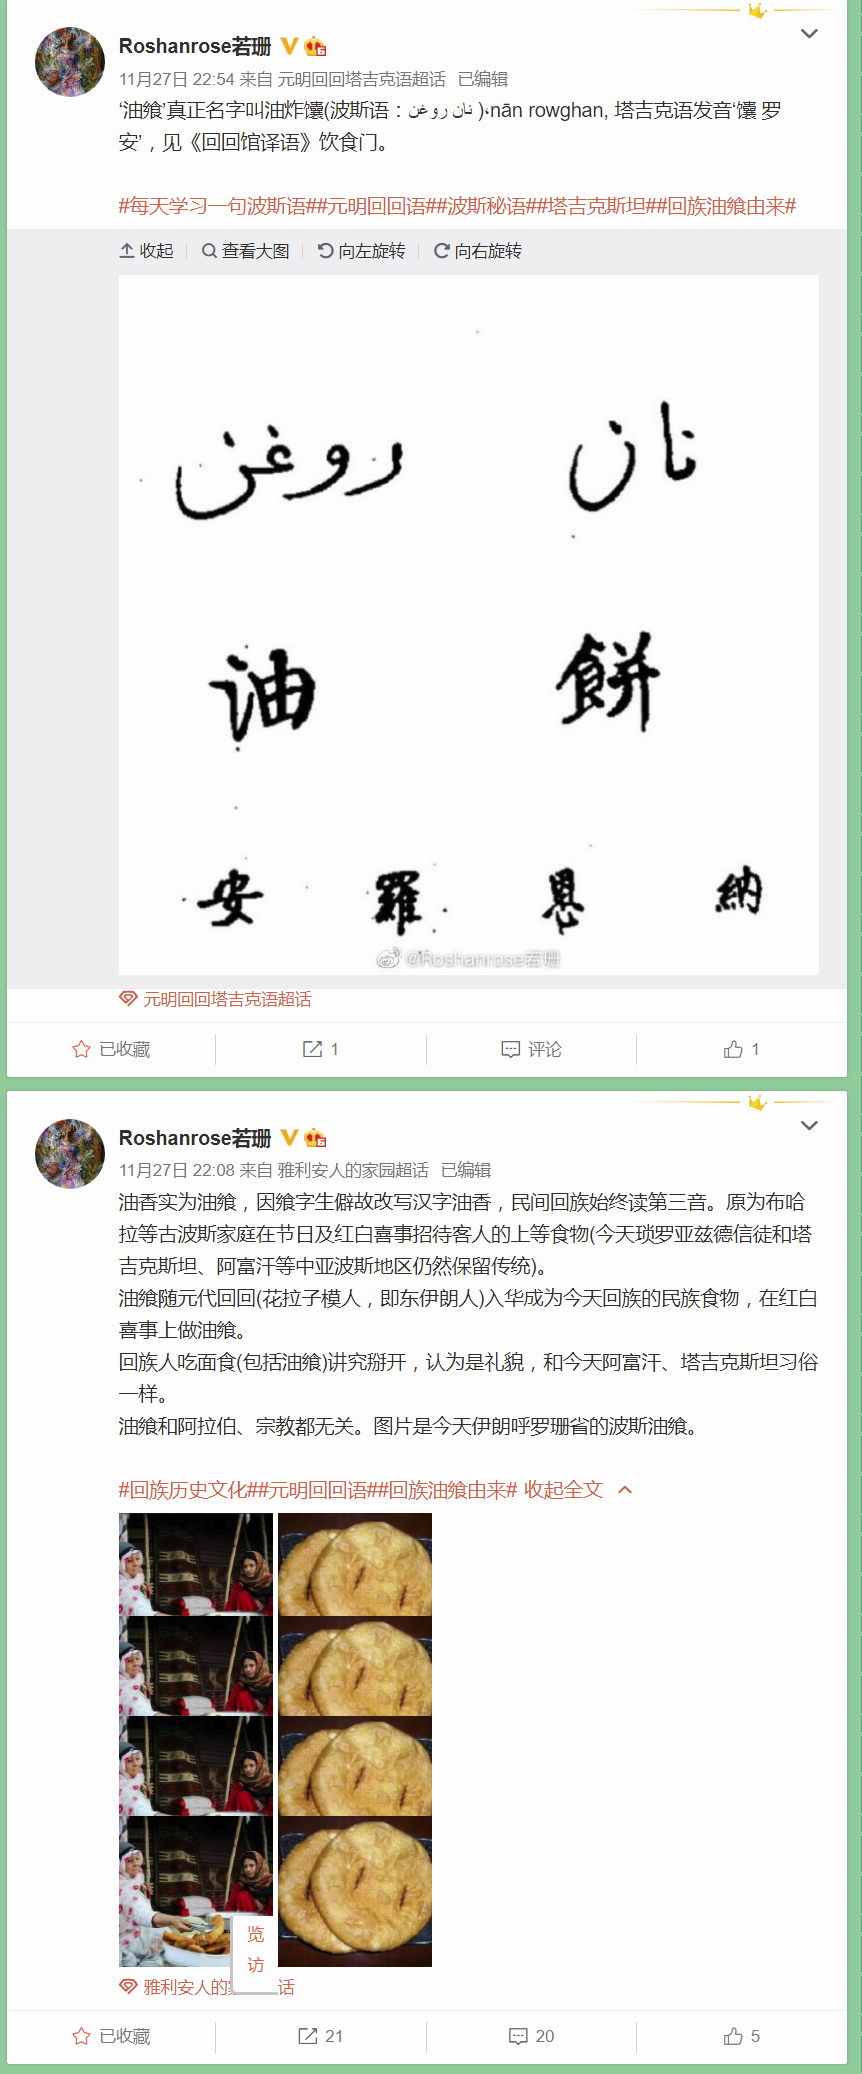 Roshanrose若珊
11月27日 22:54 来自 元明回回塔吉克语超话 已编辑
‘油飨’真正名字叫油炸馕(波斯语：نان روغن )،nān rowghan, 塔吉克语发音‘馕 罗
安’，见《回回馆译语》饮食门。
#每天学习一句波斯语##元明回回语##波斯秘语##塔吉克斯坦##回族油飨由来#
收起 查看大图 向左旋转 向右旋转
نان روغن
油 餅
安 羅 恩 納
@Roshanrose若珊
元明回回塔吉克语超话
已收藏 1 评论 1
Roshanrose若珊
11月27日 22:08 来自 雅利安人的家园超话 已编辑
油香实为油飨，因飨字生僻故改写汉字油香，民间回族始终读第三音。原为布哈
拉等古波斯家庭在节日及红白喜事招待客人的上等食物(今天琐罗亚兹德信徒和塔
吉克斯坦、阿富汗等中亚波斯地区仍然保留传统)。
油飨随元代回回(花拉子模人，即东伊朗人)入华成为今天回族的民族食物，在红白
喜事上做油飨。
回族人吃面食(包括油飨)讲究掰开，认为是礼貌，和今天阿富汗、塔吉克斯坦习俗
一样。
油飨和阿拉伯、宗教都无关。图片是今天伊朗呼罗珊省的波斯油飨。
#回族历史文化##元明回回语##回族油飨由来# 收起全文
览
访
雅利安人的 话
已收藏 21 20 5